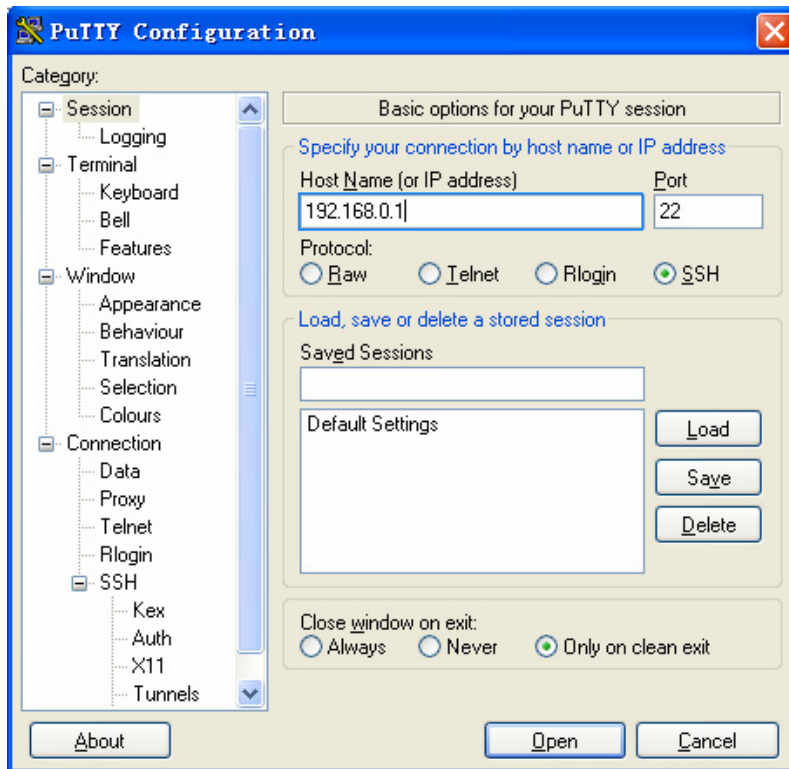 PuTTY Configuration
Category:
Session
Logging
Terminal
Keyboard
Bell
Features
Window
Appearance
Behaviour
Translation
Selection
Colours
Connection
Data
Proxy
Telnet
Rlogin
SSH
Kex
Auth
X11
Tunnels
Basic options for your PuTTY session
Specify your connection by host name or IP address
Host Name (or IP address) Port
192.168.0.1 22
Protocol:
Raw Telnet Rlogin SSH
Load, save or delete a stored session
Saved Sessions
Default Settings
Load
Save
Delete
Close window on exit:
Always Never Only on clean exit
About Open Cancel